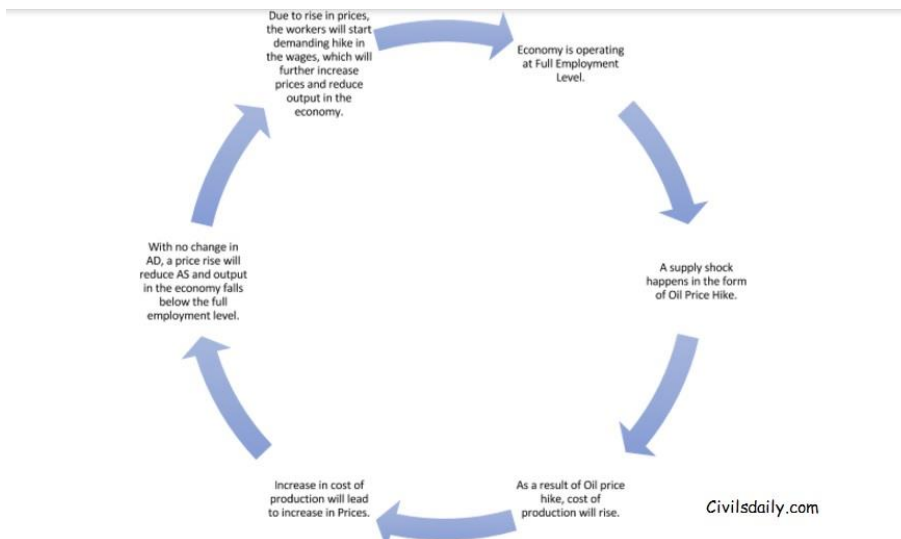 Due to rise in prices,
the workers will start
demanding hike in
the wages, which will
further increase
prices and reduce
output in the
economy.
Economy is operating
at Full Employment
Level.
A supply shock
happens in the form
of Oil Price Hike.
As a result of Oil price
hike, cost of
production will rise.
Increase in cost of
production will lead
to increase in Prices.
With no change in
AD, a price rise will
reduce AS and output
in the economy falls
below the full
employment level.
Civilsdaily.com